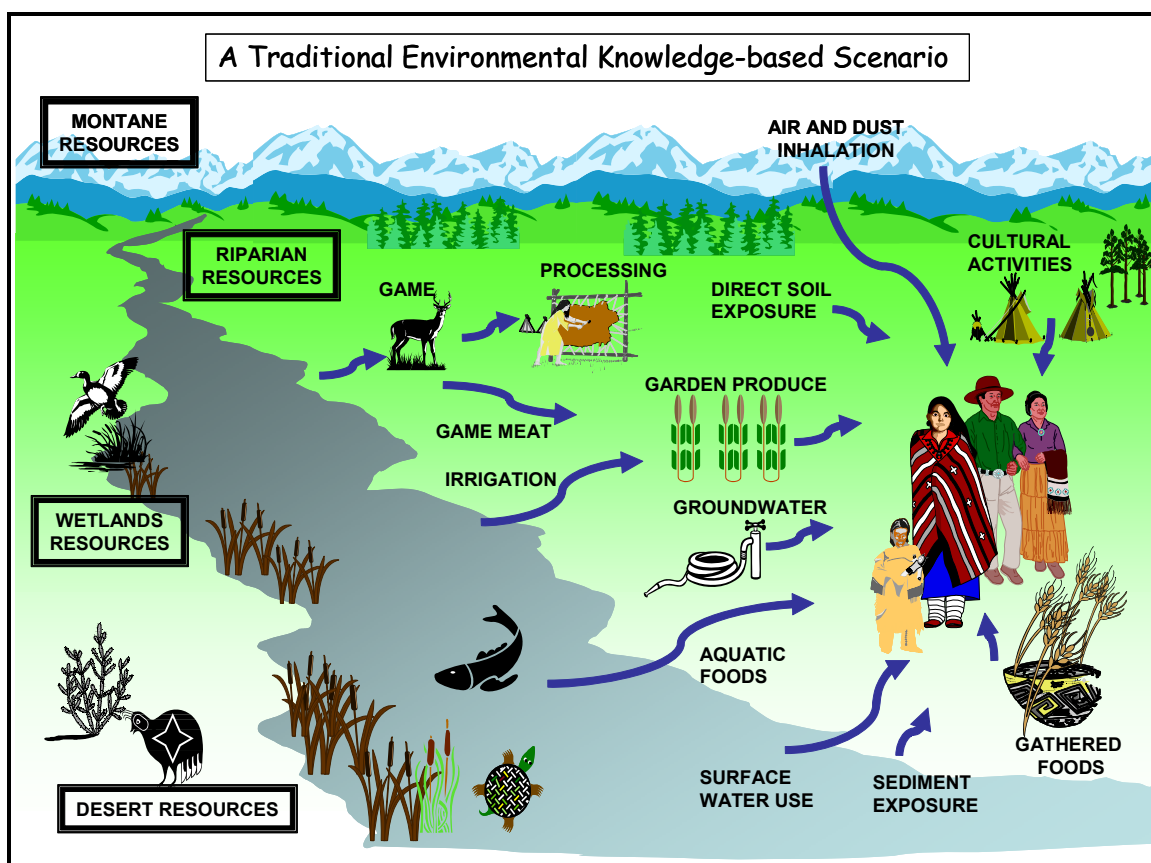 A Traditional Environmental Knowledge-based Scenario
MONTANE
RESOURCES
AIR AND DUST
INHALATION
RIPARIAN
RESOURCES
CULTURAL
ACTIVITIES
PROCESSING
GAME
DIRECT SOIL
EXPOSURE
GARDEN PRODUCE
GAME MEAT
IRRIGATION
GROUNDWATER
WETLANDS
RESOURCES
AQUATIC
FOODS
GATHERED
FOODS
SURFACE
WATER USE
SEDIMENT
EXPOSURE
DESERT RESOURCES